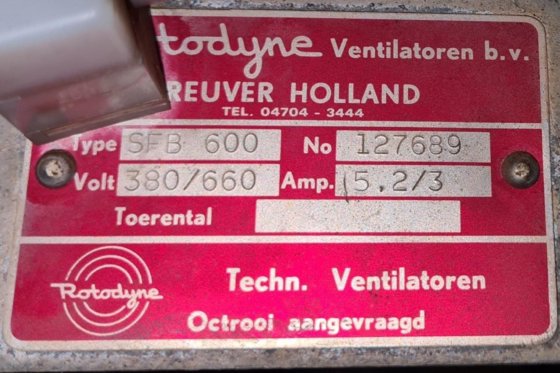 todyne Ventilatoren b.v.
REUVER HOLLAND
TEL. 04704 - 3444
Type SFB 600 No 127689
Volt 380/660 Amp. 5,2/3
Toerental
Rotodyne
Techn. Ventilatoren
Octrooi aangevraagd